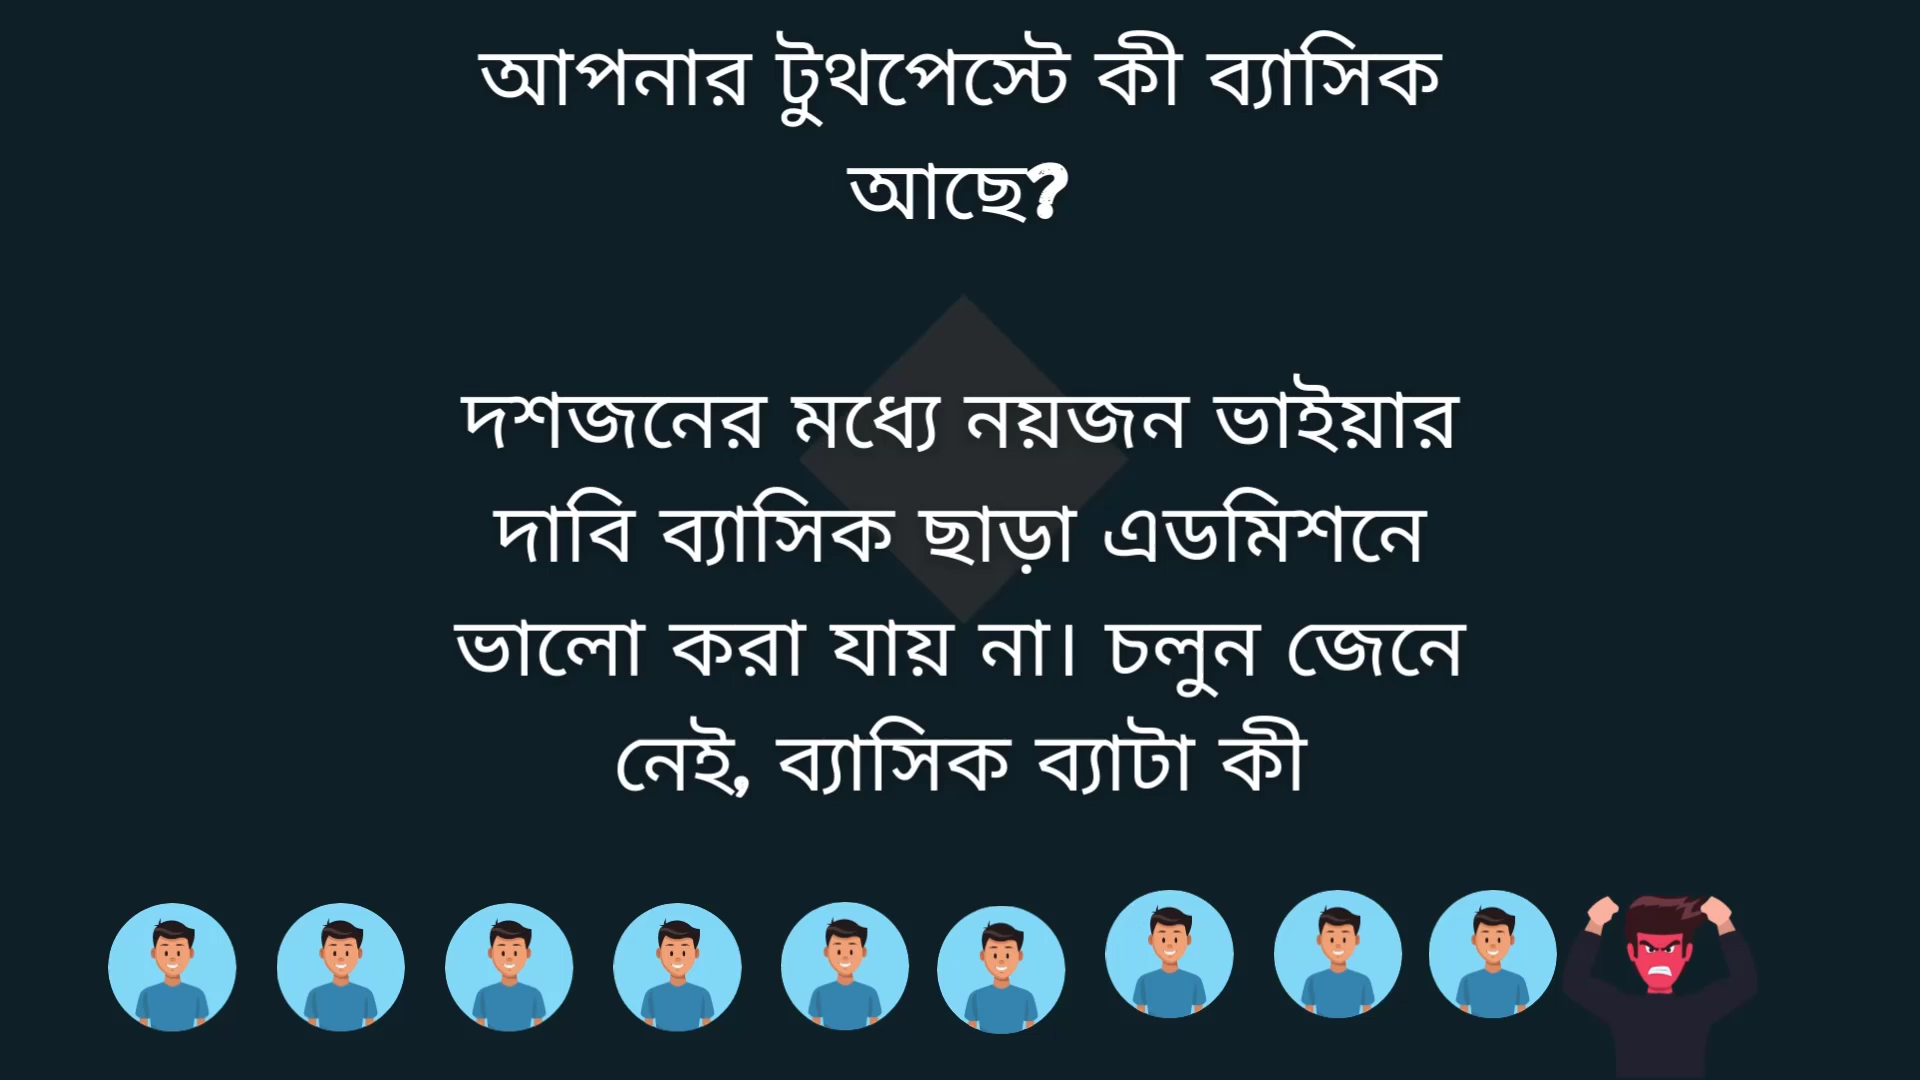 আপনার টুথপেস্টে কী ব্যাসিক
আছে?
দশজনের মধ্যে নয়জন ভাইয়ার
দাবি ব্যাসিক ছাড়া এডমিশনে
ভালো করা যায় না। চলুন জেনে
নেই, ব্যাসিক ব্যাটা কী